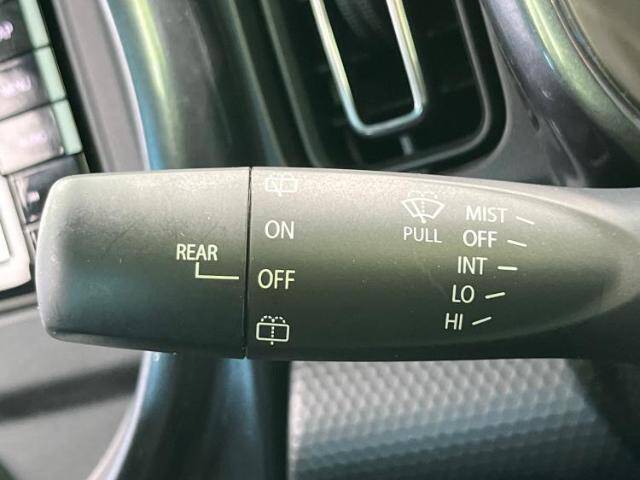 MIST
ON
PULL
OFF
REAR
INT
OFF
LO
HI